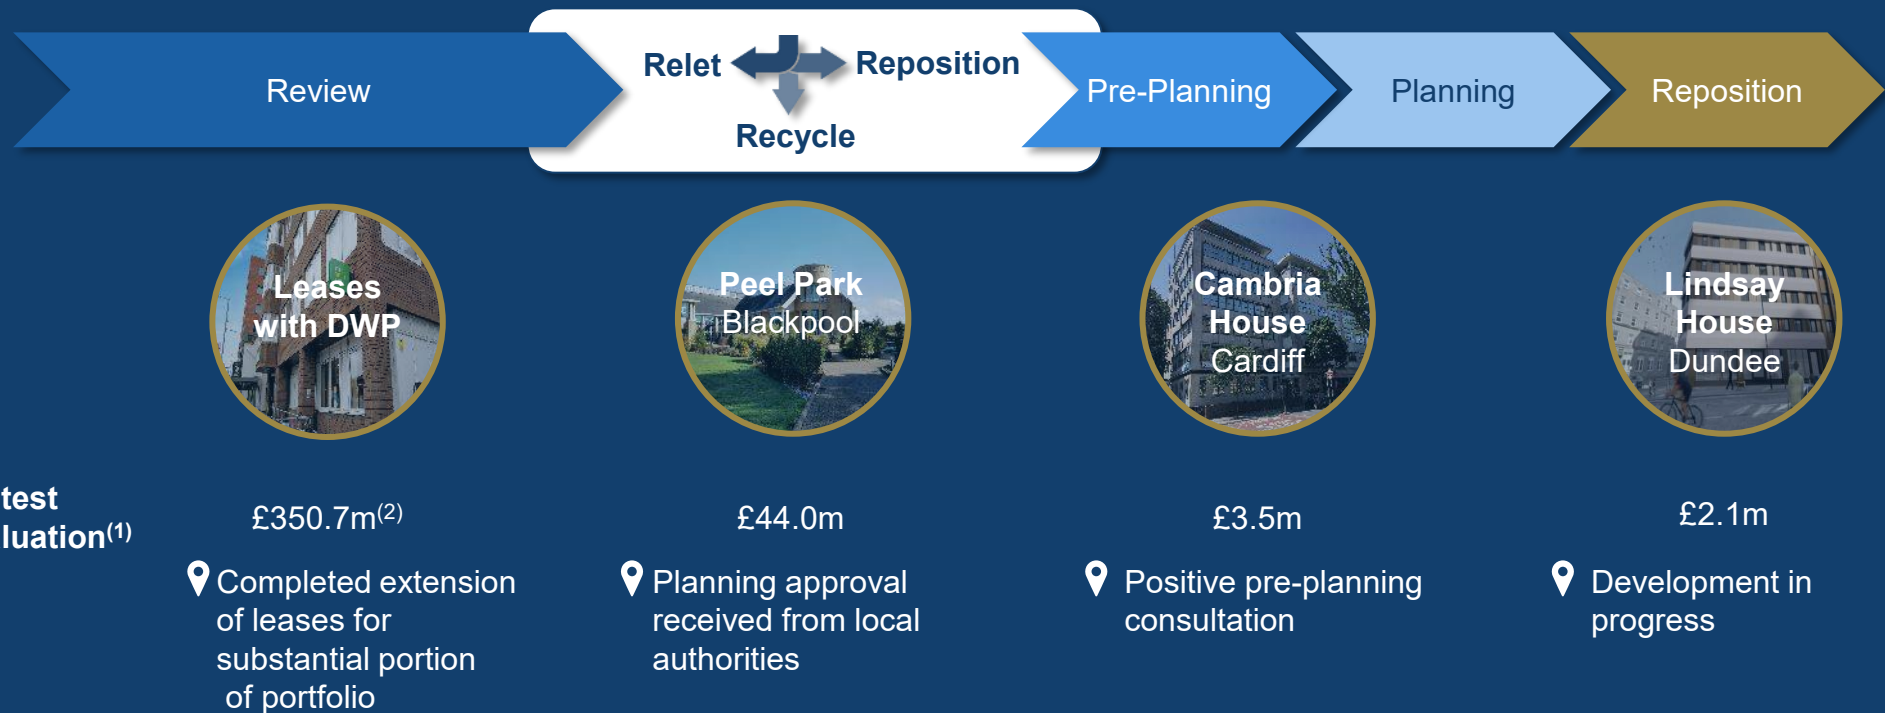 Review
Relet
Reposition
Recycle
Pre-Planning
Planning
Reposition
Leases
with DWP
Peel Park
Blackpool
Cambria
House
Cardiff
Lindsay
House
Dundee
test
luation(1)
£350.7m(2)
£44.0m
£3.5m
£2.1m
Completed extension
of leases for
substantial portion
of portfolio
Planning approval
received from local
authorities
Positive pre-planning
consultation
Development in
progress